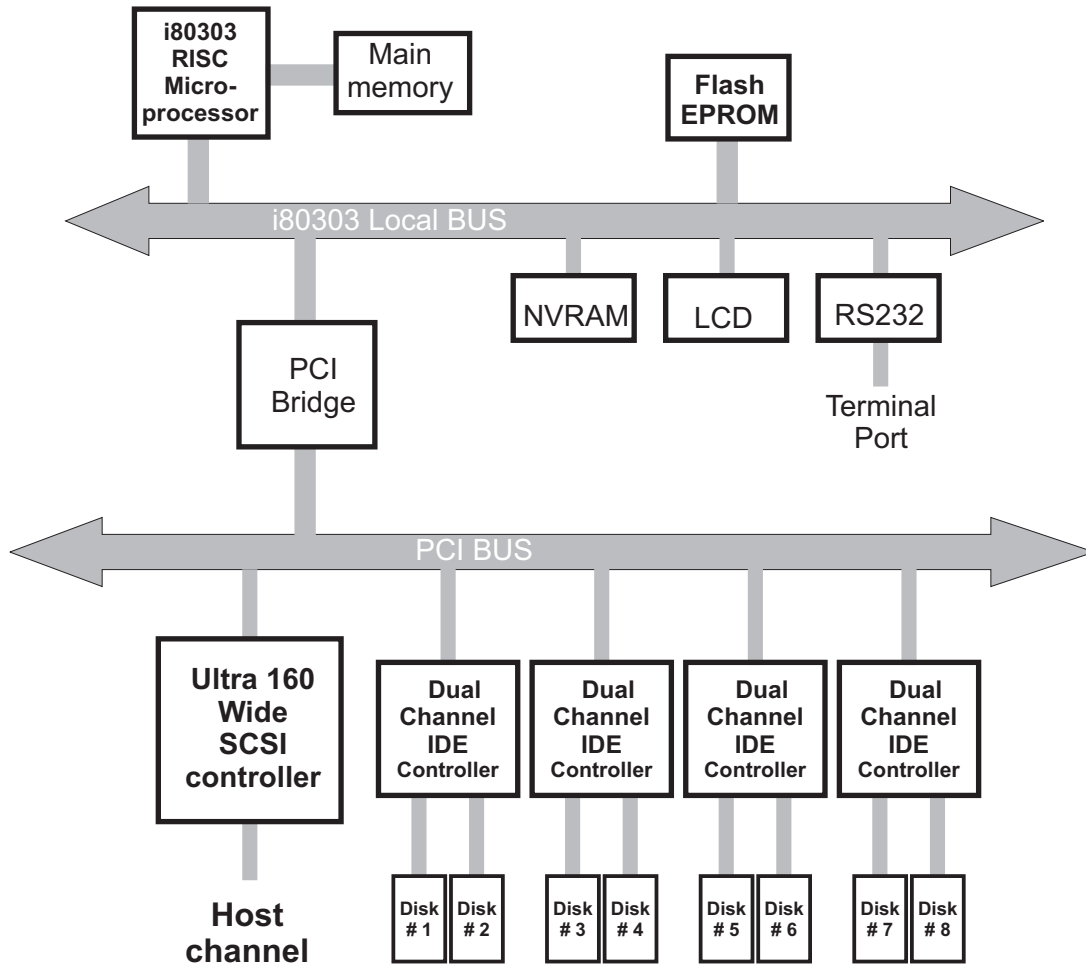 i80303
RISC
Micro-
processor
Main
memory
Flash
EPROM
i80303 Local BUS
NVRAM
LCD
RS232
PCI
Bridge
Terminal
Port
PCI BUS
Ultra 160
Wide
SCSI
controller
Dual
Channel
IDE
Controller
Dual
Channel
IDE
Controller
Dual
Channel
IDE
Controller
Dual
Channel
IDE
Controller
Host
channel
Disk
# 1
Disk
# 2
Disk
# 3
Disk
# 4
Disk
# 5
Disk
# 6
Disk
# 7
Disk
# 8